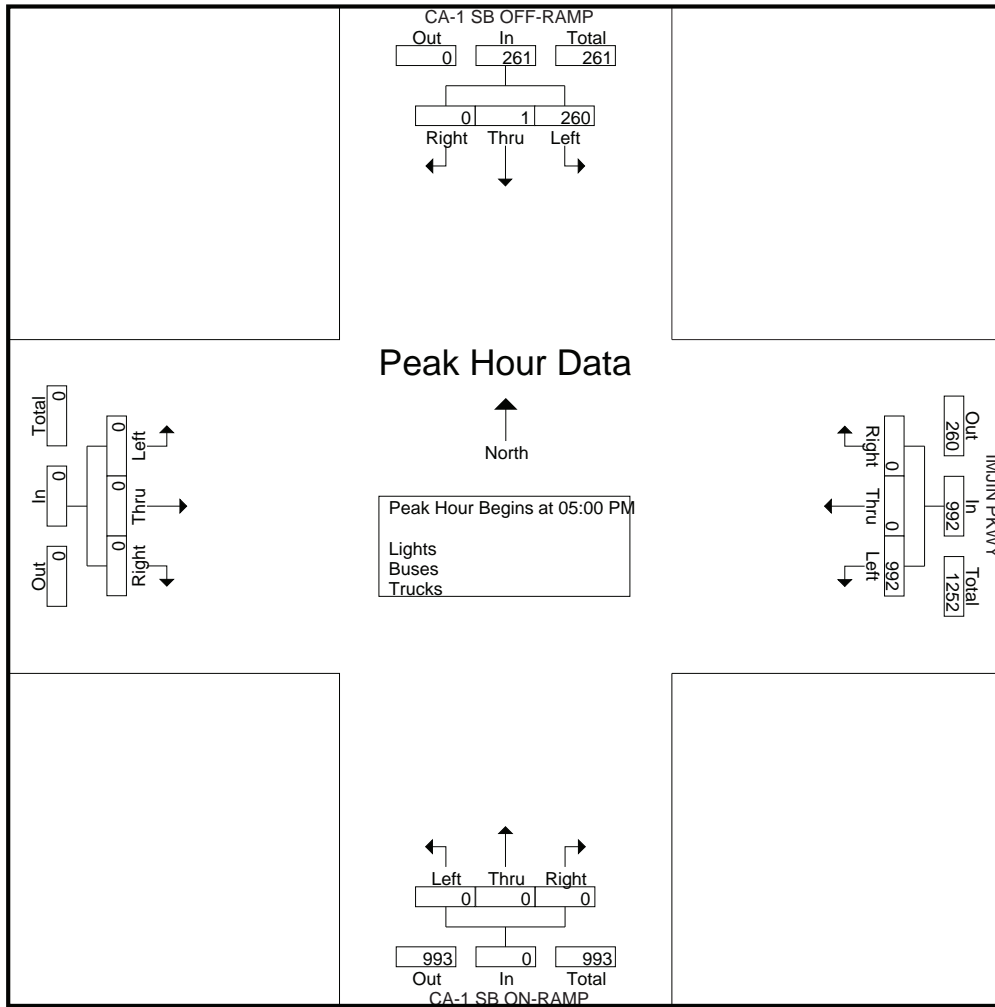 CA-1 SB OFF-RAMP
Out In Total
0 261 261
0 1 260
Right Thru Left
Peak Hour Data
North
Peak Hour Begins at 05:00 PM
Lights
Buses
Trucks
Total In Out
0 0 0
0 0 0
Left Thru Right
IMJIN PKWY
Out In Total
260 992 1252
Right Thru Left
0 0 992
Left Thru Right
0 0 0
993 0 993
Out In Total
CA-1 SB ON-RAMP